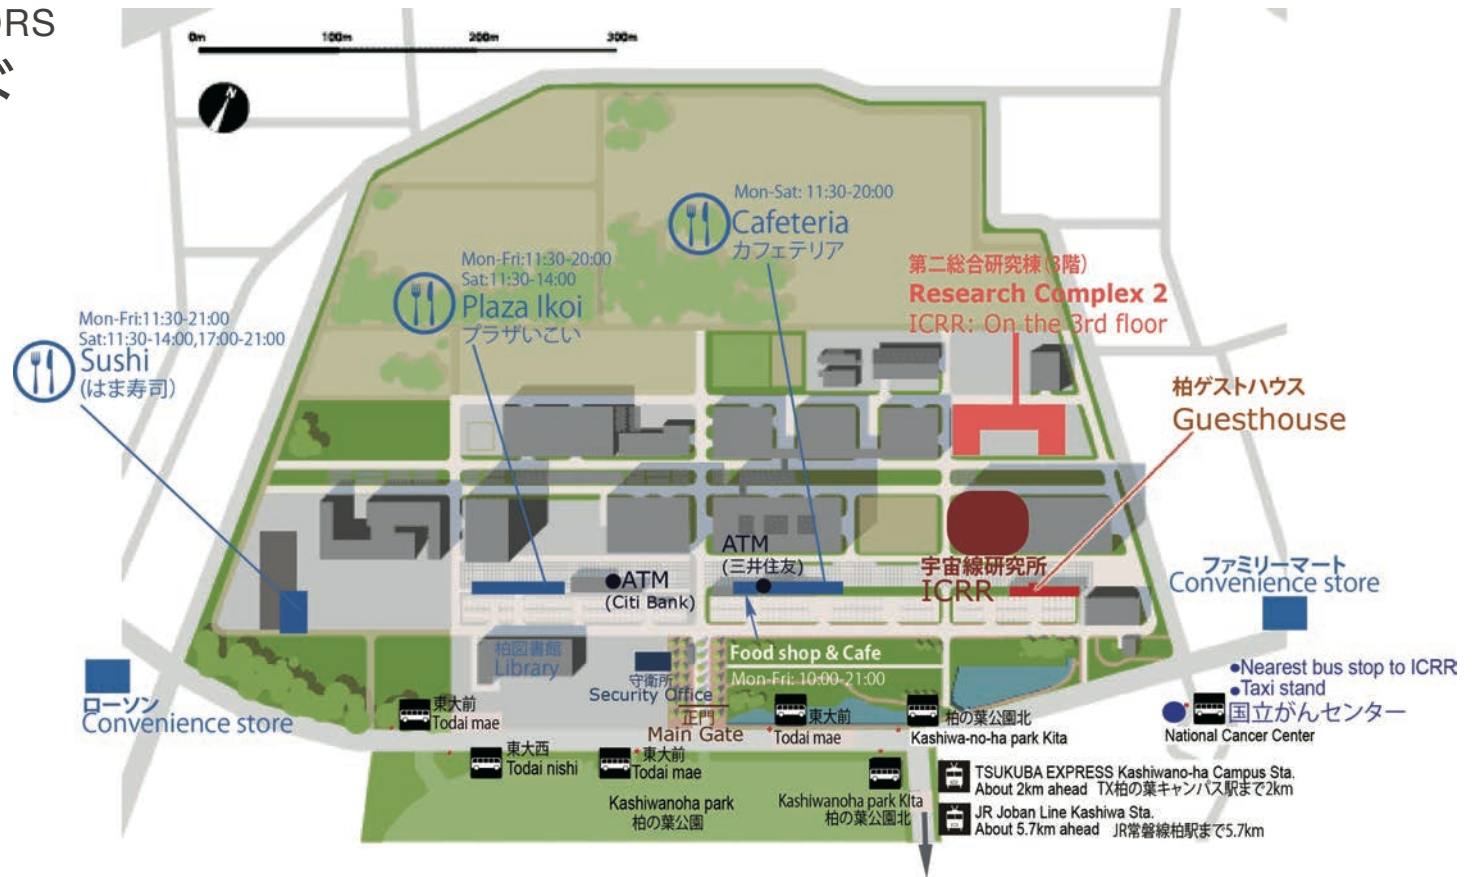 ORS
ド
0m 100m 200m 300m
N
Mon-Sat: 11:30-20:00
Cafeteria
カフェテリア
Mon-Fri:11:30-20:00
Sat:11:30-14:00
Plaza Ikoi
プラザいこい
第二総合研究棟(3階)
Research Complex 2
ICRR: On the 3rd floor
Mon-Fri:11:30-21:00
Sat:11:30-14:00,17:00-21:00
Sushi
(はま寿司)
柏ゲストハウス
Guesthouse
ATM
(三井住友)
ATM
(Citi Bank)
宇宙線研究所
ICRR
ファミリーマート
Convenience store
柏図書館
Library
守衛所
Security Office
正門
Main Gate
Food shop & Cafe
Mon-Fri: 10:00-21:00
ローソン
Convenience store
東大前
Todai mae
東大西
Todai nishi
東大前
Todai mae
東大前
Todai mae
柏の葉公園北
Kashiwa-no-ha park Kita
•Nearest bus stop to ICRR
•Taxi stand
国立がんセンター
National Cancer Center
Kashiwanoha park
柏の葉公園
Kashiwanoha park KIta
柏の葉公園北
TSUKUBA EXPRESS Kashiwano-ha Campus Sta.
About 2km ahead TX柏の葉キャンパス駅まで2km
JR Joban Line Kashiwa Sta.
About 5.7km ahead JR常磐線柏駅まで5.7km